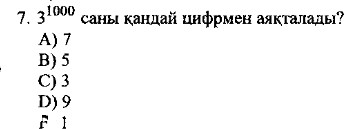 7. 3^1000 саны қандай цифрмен аяқталады?
A) 7
B) 5
C) 3
D) 9
E 1